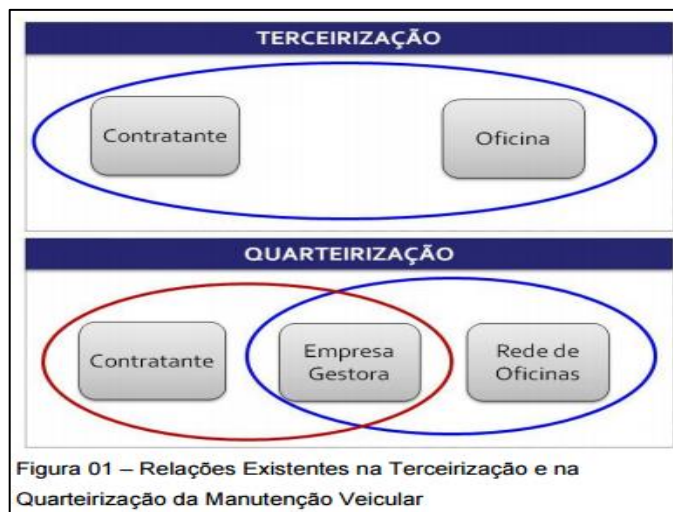 TERCEIRIZAÇÃO
Contratante
Oficina
QUARTEIRIZAÇÃO
Contratante
Empresa
Gestora
Rede de
Oficinas
Figura 01 – Relações Existentes na Terceirização e na
Quarteirização da Manutenção Veicular